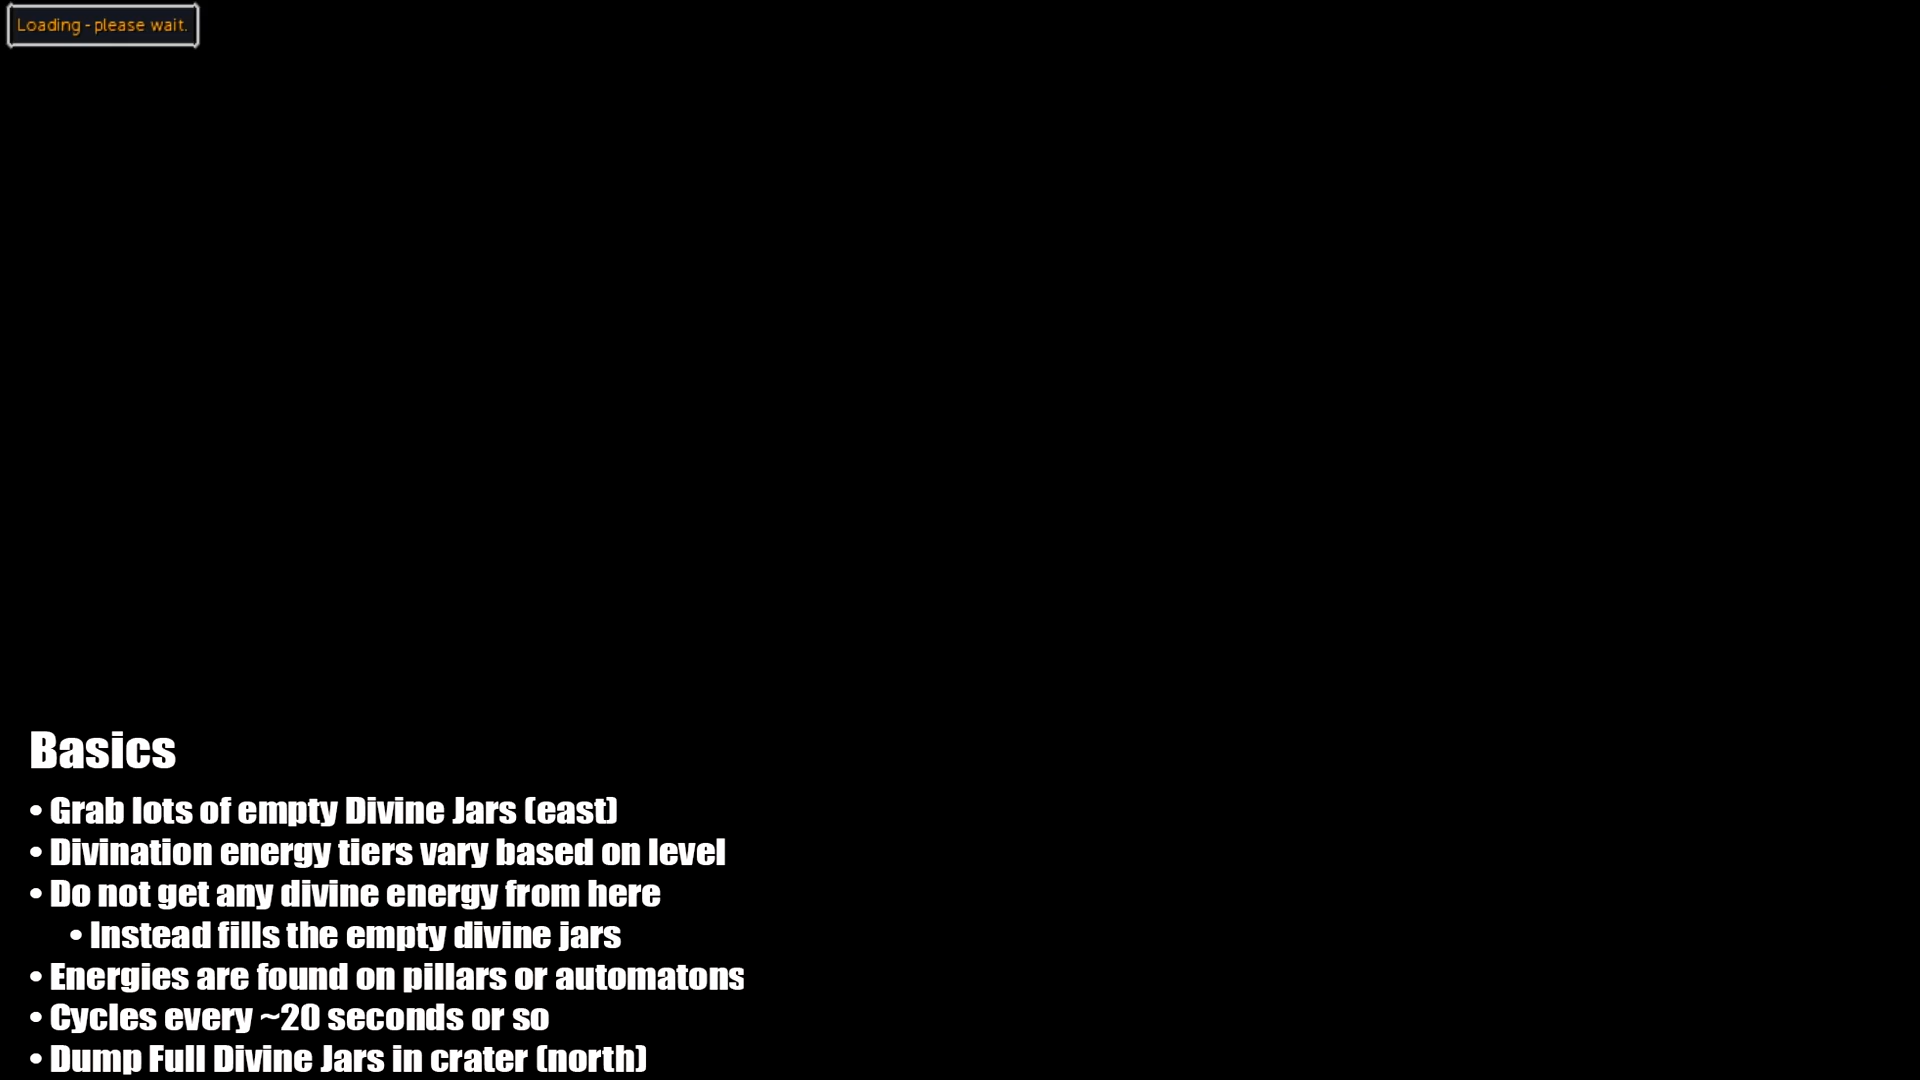 Loading - please wait.
Basics
• Grab lots of empty Divine Jars (east)
• Divination energy tiers vary based on level
• Do not get any divine energy from here
• Instead fills the empty divine jars
• Energies are found on pillars or automatons
• Cycles every ~20 seconds or so
• Dump Full Divine Jars in crater (north)